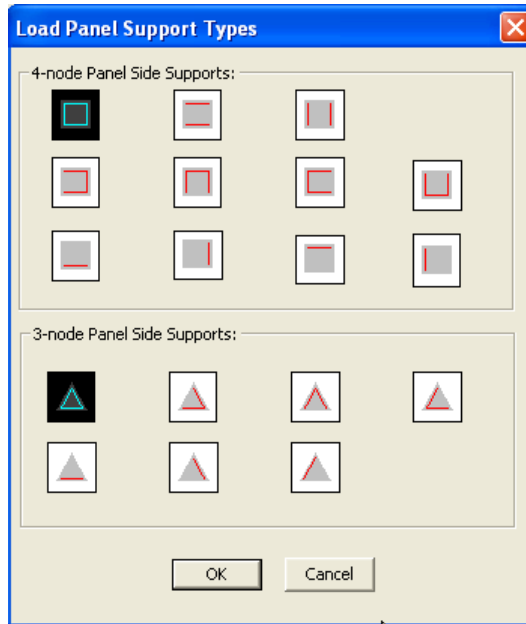 Load Panel Support Types
4-node Panel Side Supports:
3-node Panel Side Supports:
OK
Cancel